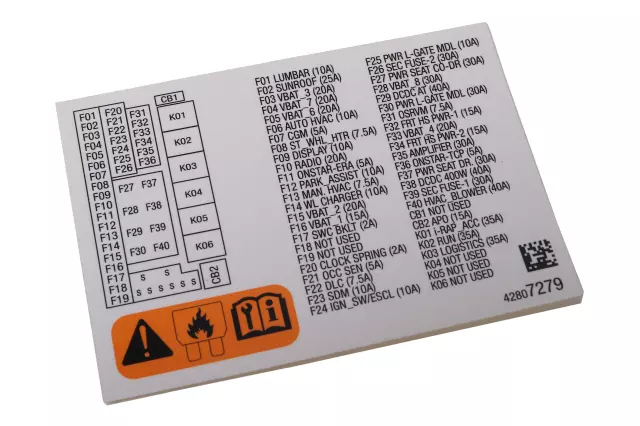 CB1
F01 F20
F02 F21 F31
F03 F22 F32
F04 F23 F33
F05 F24 F34
F06 F25 F35
F07 F26 F36
F08
F09
F10
F11
F12
F13
F14
F15
F16
F17
F18
F19
F27 F37
F28 F38
F29 F39
F30 F40
S
S S S S S S
K01
K02
K03
K04
K05
K06
CB2
F01 LUMBAR (10A)
F02 SUNROOF (25A)
F03 VBAT_3 (20A)
F04 VBAT_7 (20A)
F05 VBAT_6 (20A)
F06 AUTO HVAC (10A)
F07 CGM (5A)
F08 ST_WHL_HTR (7.5A)
F09 DISPLAY (10A)
F10 RADIO (20A)
F11 ONSTAR-ERA (5A)
F12 PARK_ASSIST (10A)
F13 MAN_HVAC (7.5A)
F14 WL CHARGER (10A)
F15 VBAT_2 (20A)
F16 VBAT_1 (15A)
F17 SWC BKLT (2A)
F18 NOT USED
F19 NOT USED
F20 CLOCK SPRING (2A)
F21 OCC SEN (5A)
F22 DLC (7.5A)
F23 SDM (10A)
F24 IGN_SW/ESCL (10A)
F25 PWR L-GATE MDL (10A)
F26 SEC FUSE-2 (30A)
F27 PWR SEAT CO-DR (30A)
F28 VBAT_8 (30A)
F29 DCDC AT (40A)
F30 PWR L-GATE MDL (30A)
F31 OSRVM (7.5A)
F32 FRT HS PWR-1 (15A)
F33 VBAT_4 (20A)
F34 FRT HS PWR-2 (15A)
F35 AMPLIFIER (30A)
F36 ONSTAR-TCP (5A)
F37 PWR SEAT DR. (30A)
F38 DCDC 400W (40A)
F39 SEC FUSE-1 (30A)
F40 HVAC_BLOWER (40A)
CB1 NOT USED
CB2 APO (15A)
K01 I-RAP_ACC (35A)
K02 RUN (35A)
K03 LOGISTICS (35A)
K04 NOT USED
K05 NOT USED
K06 NOT USED
42807279